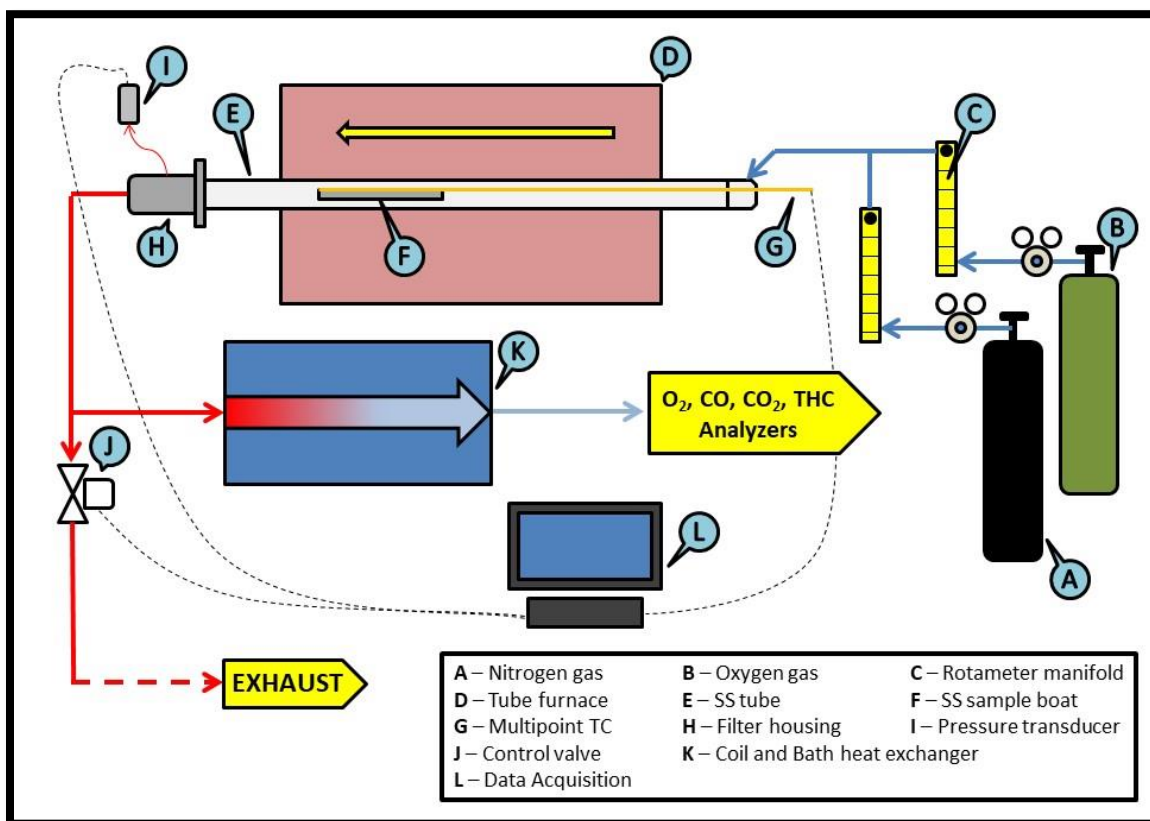 I
D
E
C
B
H
F
G
K
O₂, CO, CO₂, THC
Analyzers
J
L
A
EXHAUST
A – Nitrogen gas B – Oxygen gas C – Rotameter manifold
D – Tube furnace E – SS tube F – SS sample boat
G – Multipoint TC H – Filter housing I – Pressure transducer
J – Control valve K – Coil and Bath heat exchanger
L – Data Acquisition